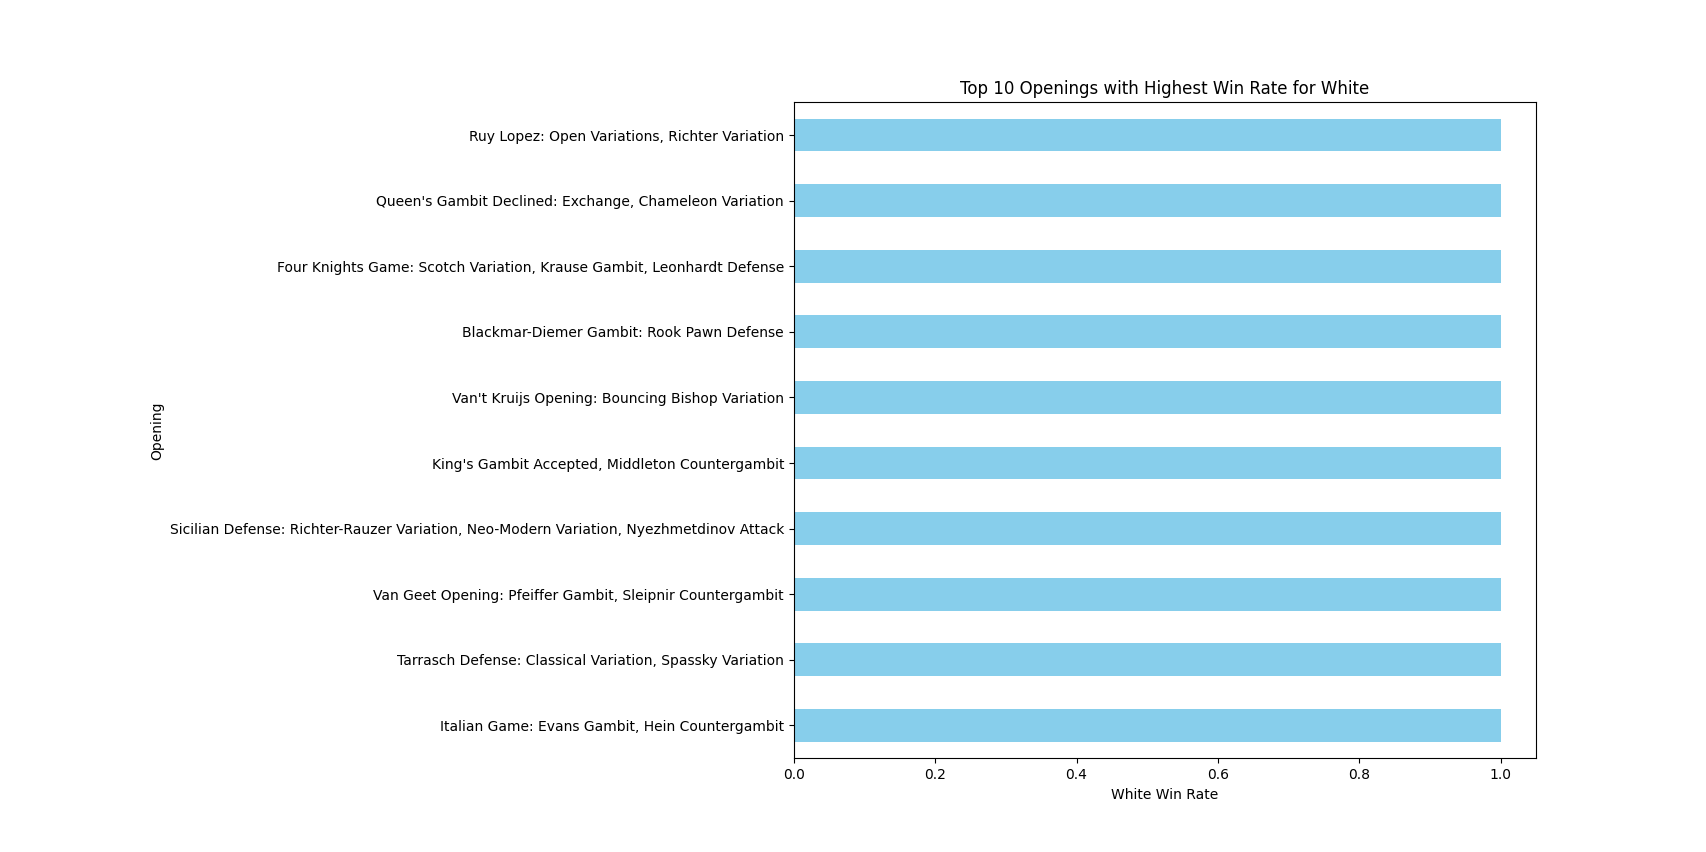 Top 10 Openings with Highest Win Rate for White
Ruy Lopez: Open Variations, Richter Variation
Queen's Gambit Declined: Exchange, Chameleon Variation
Four Knights Game: Scotch Variation, Krause Gambit, Leonhardt Defense
Blackmar-Diemer Gambit: Rook Pawn Defense
Van't Kruijs Opening: Bouncing Bishop Variation
King's Gambit Accepted, Middleton Countergambit
Sicilian Defense: Richter-Rauzer Variation, Neo-Modern Variation, Nyezhmetdinov Attack
Van Geet Opening: Pfeiffer Gambit, Sleipnir Countergambit
Tarrasch Defense: Classical Variation, Spassky Variation
Italian Game: Evans Gambit, Hein Countergambit
Opening
0.0 0.2 0.4 0.6 0.8 1.0
White Win Rate